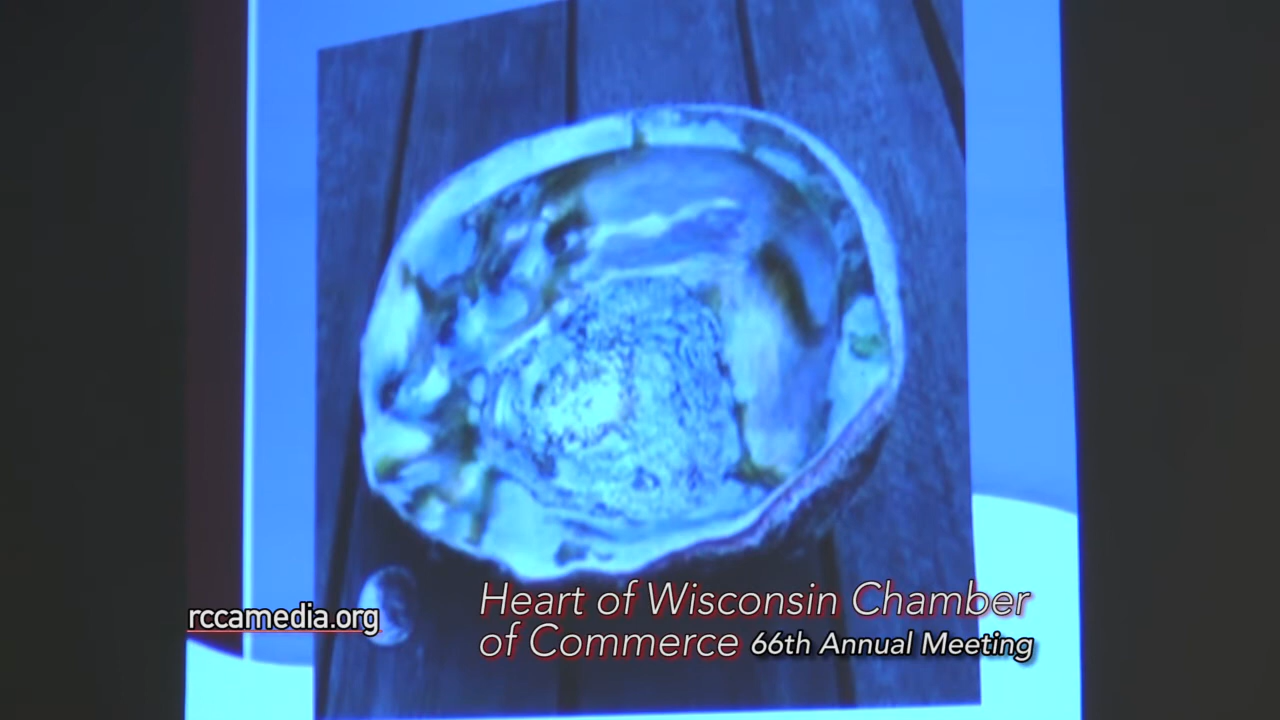 rccamedia.org
Heart of Wisconsin Chamber
of Commerce 66th Annual Meeting